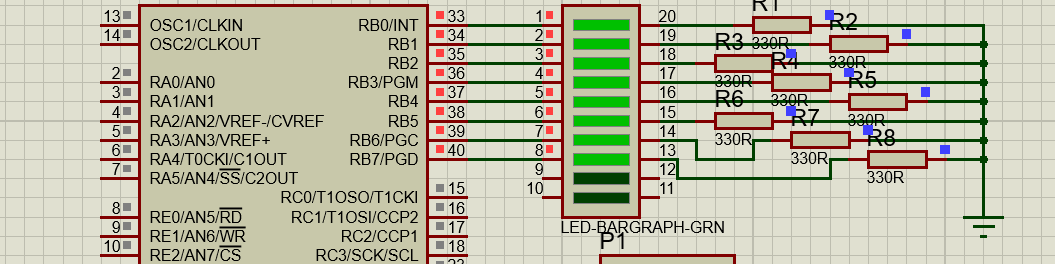 13 OSC1/CLKIN RB0/INT 33 1 20 R1
14 OSC2/CLKOUT RB1 34 2 19 330R R2
RB2 35 3 18 R3 330R
2 RA0/AN0 RB3/PGM 36 4 17 330R R4
3 RA1/AN1 RB4 37 5 16 330R R5
4 RA2/AN2/VREF-/CVREF RB5 38 6 15 R6 330R
5 RA3/AN3/VREF+ RB6/PGC 39 7 14 330R R7
6 RA4/T0CKI/C1OUT RB7/PGD 40 8 13 330R R8
7 RA5/AN4/SS/C2OUT 9 12 330R
RC0/T1OSO/T1CKI 15 10 11
8 RE0/AN5/RD RC1/T1OSI/CCP2 16
9 RE1/AN6/WR RC2/CCP1 17 LED-BARGRAPH-GRN
10 RE2/AN7/CS RC3/SCK/SCL 18 P1